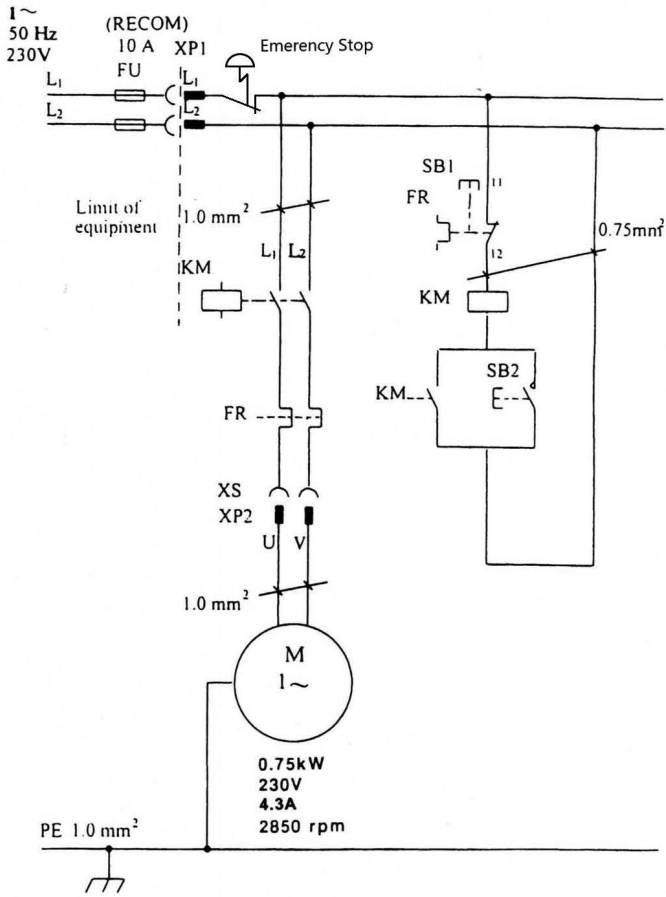 1~
50 Hz
230V
(RECOM)
10 A
FU
XP1
Emerency Stop
L1
L1
L2
L2
Limit of
equipment
1.0 mm²
L1 L2
KM
FR
XS
XP2
U V
1.0 mm²
M
1~
0.75kW
230V
4.3A
2850 rpm
PE 1.0 mm²
SB1
11
FR
12
0.75mm²
KM
KM
SB2